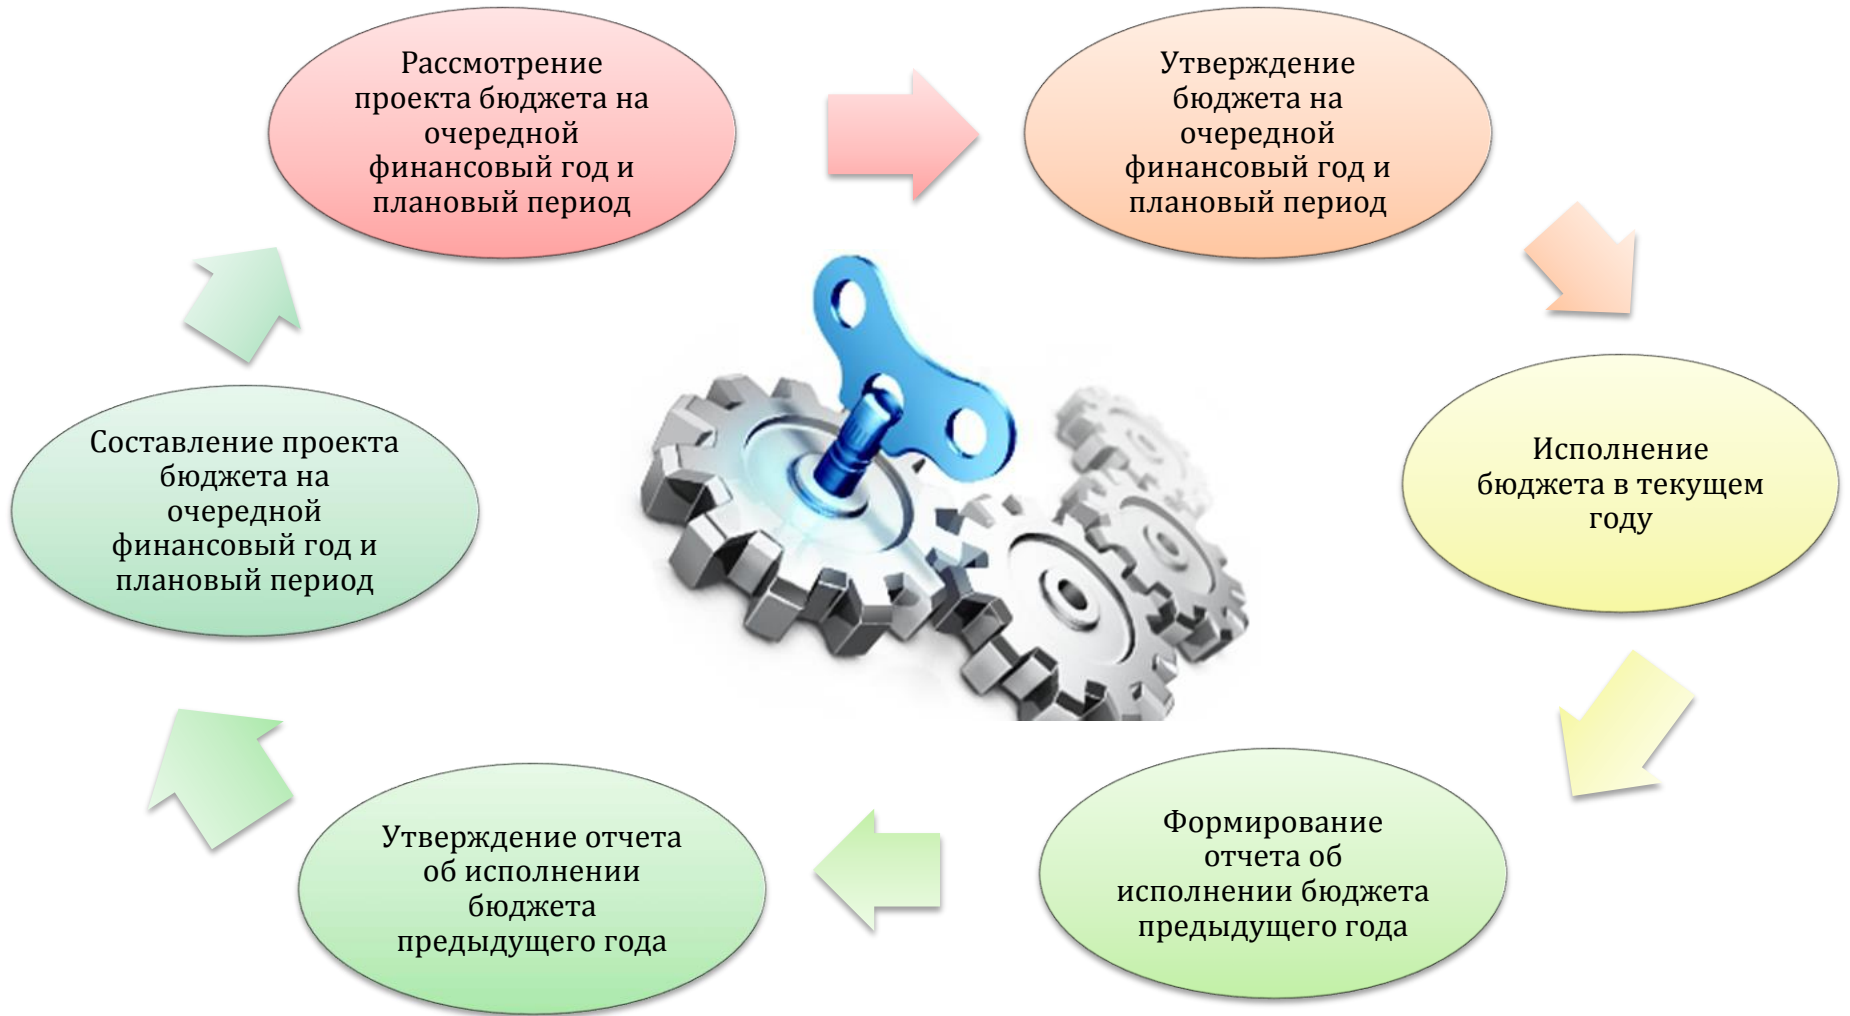 Рассмотрение
проекта бюджета на
очередной
финансовый год и
плановый период
Утверждение
бюджета на
очередной
финансовый год и
плановый период
Составление проекта
бюджета на
очередной
финансовый год и
плановый период
Исполнение
бюджета в текущем
году
Утверждение отчета
об исполнении
бюджета
предыдущего года
Формирование
отчета об
исполнении бюджета
предыдущего года